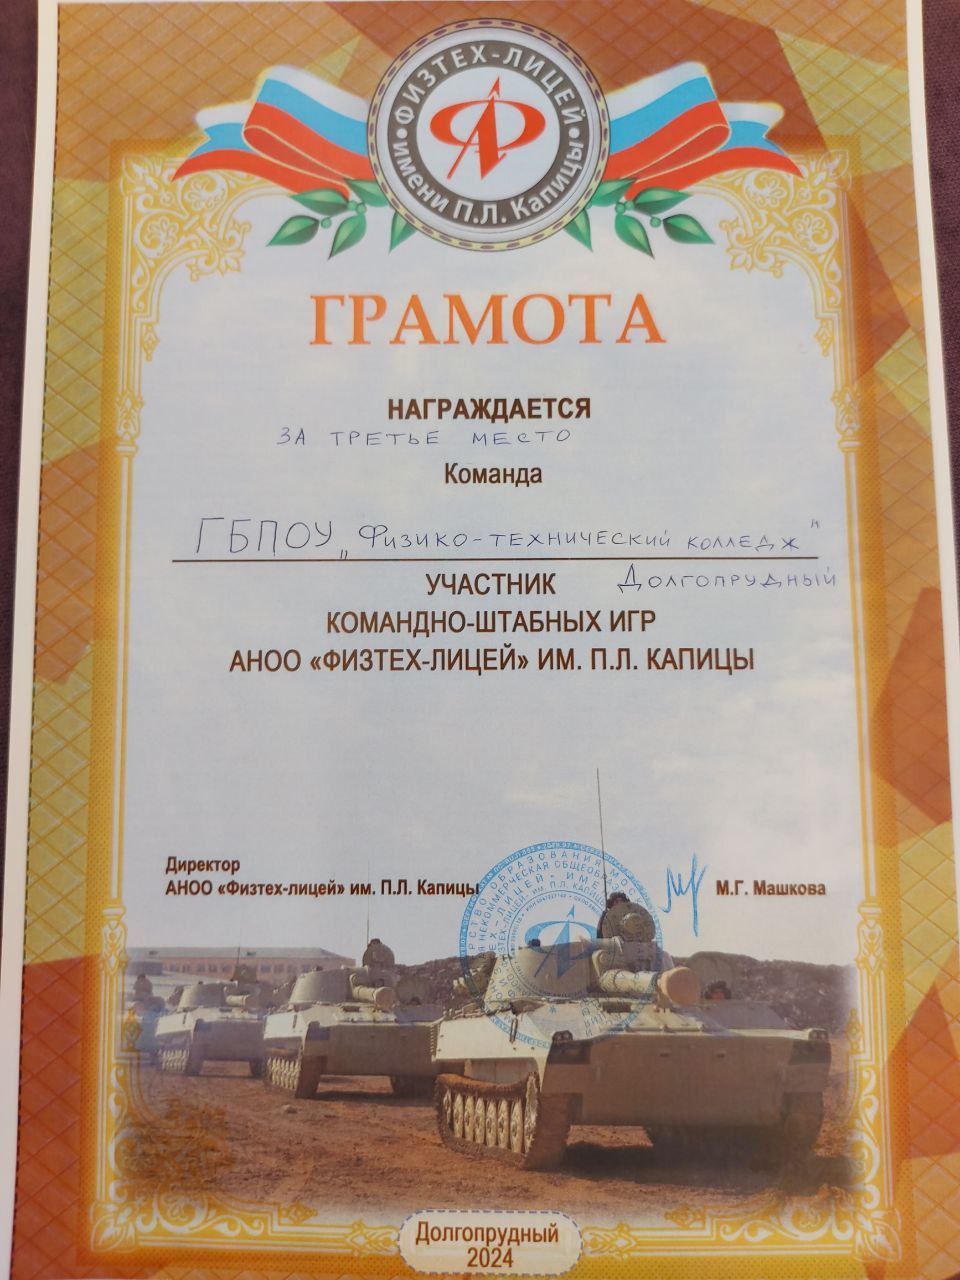 ФИЗТЕХ-ЛИЦЕЙ
имени П.Л. Капицы
ГРАМОТА
НАГРАЖДАЕТСЯ
ЗА ТРЕТЬЕ МЕСТО
Команда
ГБПОУ „Физико-технический колледж"
Долгопрудный
УЧАСТНИК
КОМАНДНО-ШТАБНЫХ ИГР
АНОО «ФИЗТЕХ-ЛИЦЕЙ» ИМ. П.Л. КАПИЦЫ
Директор
АНОО «Физтех-лицей» им. П.Л. Капицы
М.Г. Машкова
Долгопрудный
2024